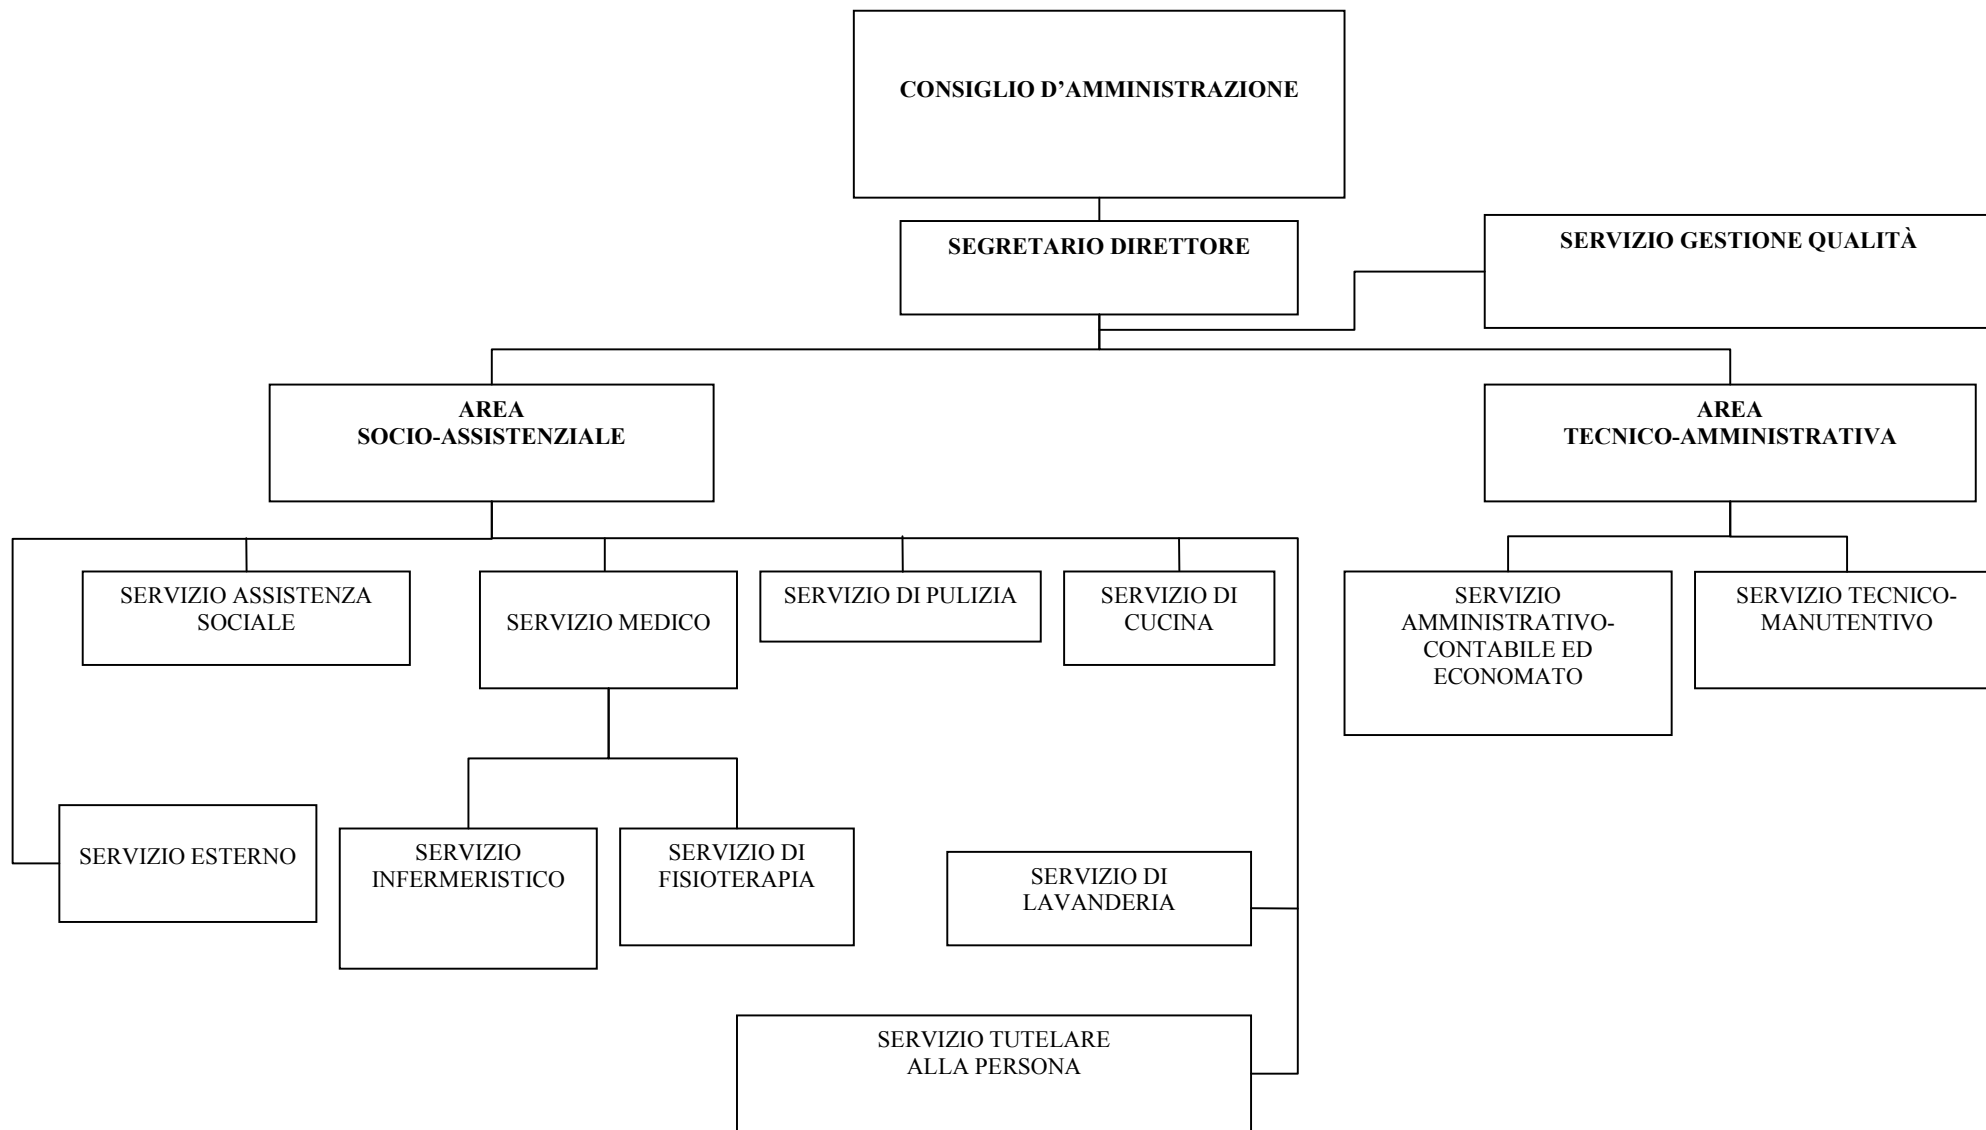 CONSIGLIO D’AMMINISTRAZIONE
SEGRETARIO DIRETTORE
SERVIZIO GESTIONE QUALITÀ
AREA
SOCIO-ASSISTENZIALE
AREA
TECNICO-AMMINISTRATIVA
SERVIZIO ASSISTENZA
SOCIALE
SERVIZIO MEDICO
SERVIZIO DI PULIZIA
SERVIZIO DI
CUCINA
SERVIZIO
AMMINISTRATIVO-
CONTABILE ED
ECONOMATO
SERVIZIO TECNICO-
MANUTENTIVO
SERVIZIO ESTERNO
SERVIZIO
INFERMERISTICO
SERVIZIO DI
FISIOTERAPIA
SERVIZIO DI
LAVANDERIA
SERVIZIO TUTELARE
ALLA PERSONA